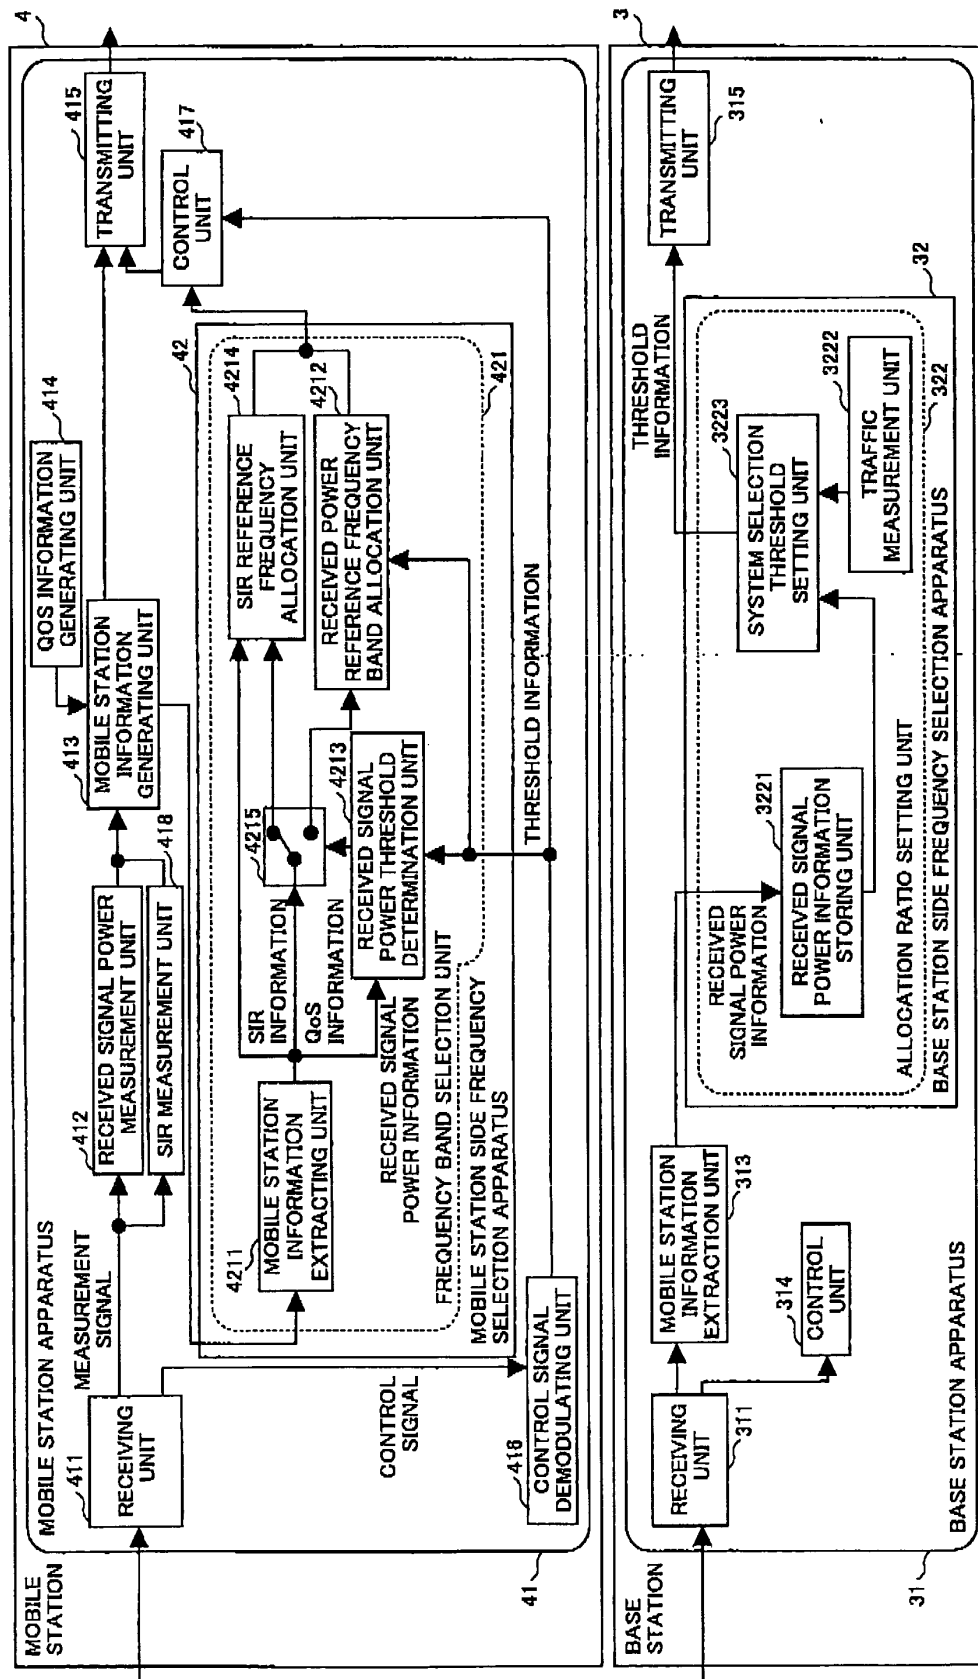 MOBILE
STATION
4
MOBILE STATION APPARATUS
41
411
RECEIVING
UNIT
MEASUREMENT
SIGNAL
412
RECEIVED SIGNAL POWER
MEASUREMENT UNIT
SIR MEASUREMENT UNIT
418
413
MOBILE STATION
INFORMATION
GENERATING UNIT
QOS INFORMATION
GENERATING UNIT
414
415
TRANSMITTING
UNIT
417
CONTROL
UNIT
CONTROL
SIGNAL
416
CONTROL SIGNAL
DEMODULATING UNIT
42
4211
MOBILE STATION
INFORMATION
EXTRACTING UNIT
SIR
INFORMATION
QoS
INFORMATION
RECEIVED SIGNAL
POWER INFORMATION
4215
4213
RECEIVED SIGNAL
POWER THRESHOLD
DETERMINATION UNIT
4214
SIR REFERENCE
FREQUENCY
ALLOCATION UNIT
4212
RECEIVED POWER
REFERENCE FREQUENCY
BAND ALLOCATION UNIT
421
FREQUENCY BAND SELECTION UNIT
MOBILE STATION SIDE FREQUENCY
SELECTION APPARATUS
THRESHOLD INFORMATION
BASE
STATION
3
31
311
RECEIVING
UNIT
MOBILE STATION
INFORMATION
EXTRACTION UNIT
313
314
CONTROL
UNIT
BASE STATION APPARATUS
RECEIVED
SIGNAL POWER
INFORMATION
3221
RECEIVED SIGNAL
POWER INFORMATION
STORING UNIT
THRESHOLD
INFORMATION
3223
SYSTEM SELECTION
THRESHOLD
SETTING UNIT
3222
TRAFFIC
MEASUREMENT UNIT
322
32
ALLOCATION RATIO SETTING UNIT
BASE STATION SIDE FREQUENCY SELECTION APPARATUS
TRANSMITTING
UNIT
315